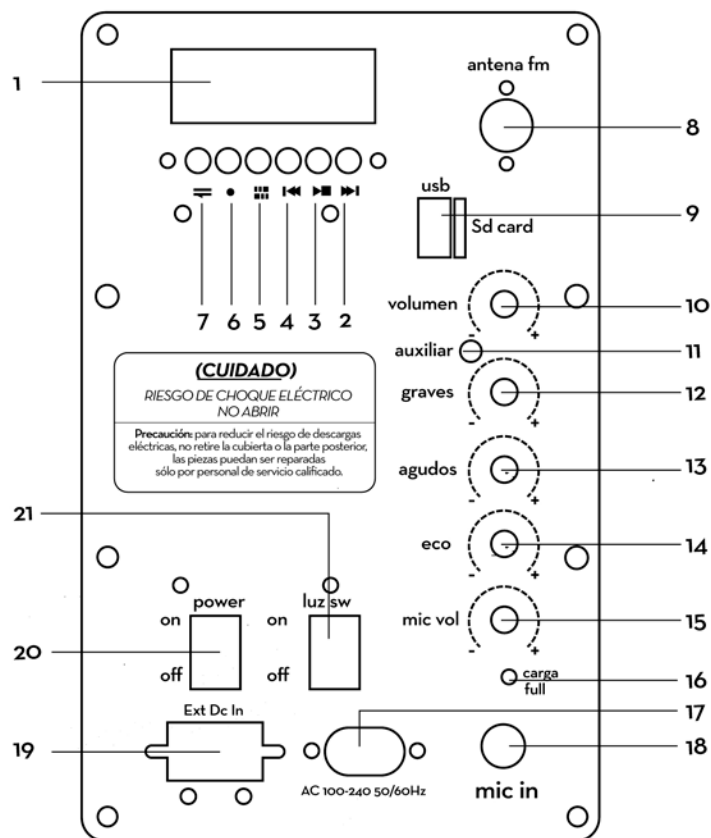 1
antena fm
8
usb
Sd card
9
7 6 5 4 3 2
volumen
- +
10
auxiliar
11
(CUIDADO)
RIESGO DE CHOQUE ELÉCTRICO
NO ABRIR
Precaución: para reducir el riesgo de descargas
eléctricas, no retire la cubierta o la parte posterior,
las piezas puedan ser reparadas
sólo por personal de servicio calificado.
graves
- +
12
agudos
- +
13
21
eco
- +
14
power
on
off
20
luz sw
on
off
mic vol
- +
15
carga
full
16
Ext Dc In
19
17
AC 100-240 50/60Hz
18
mic in